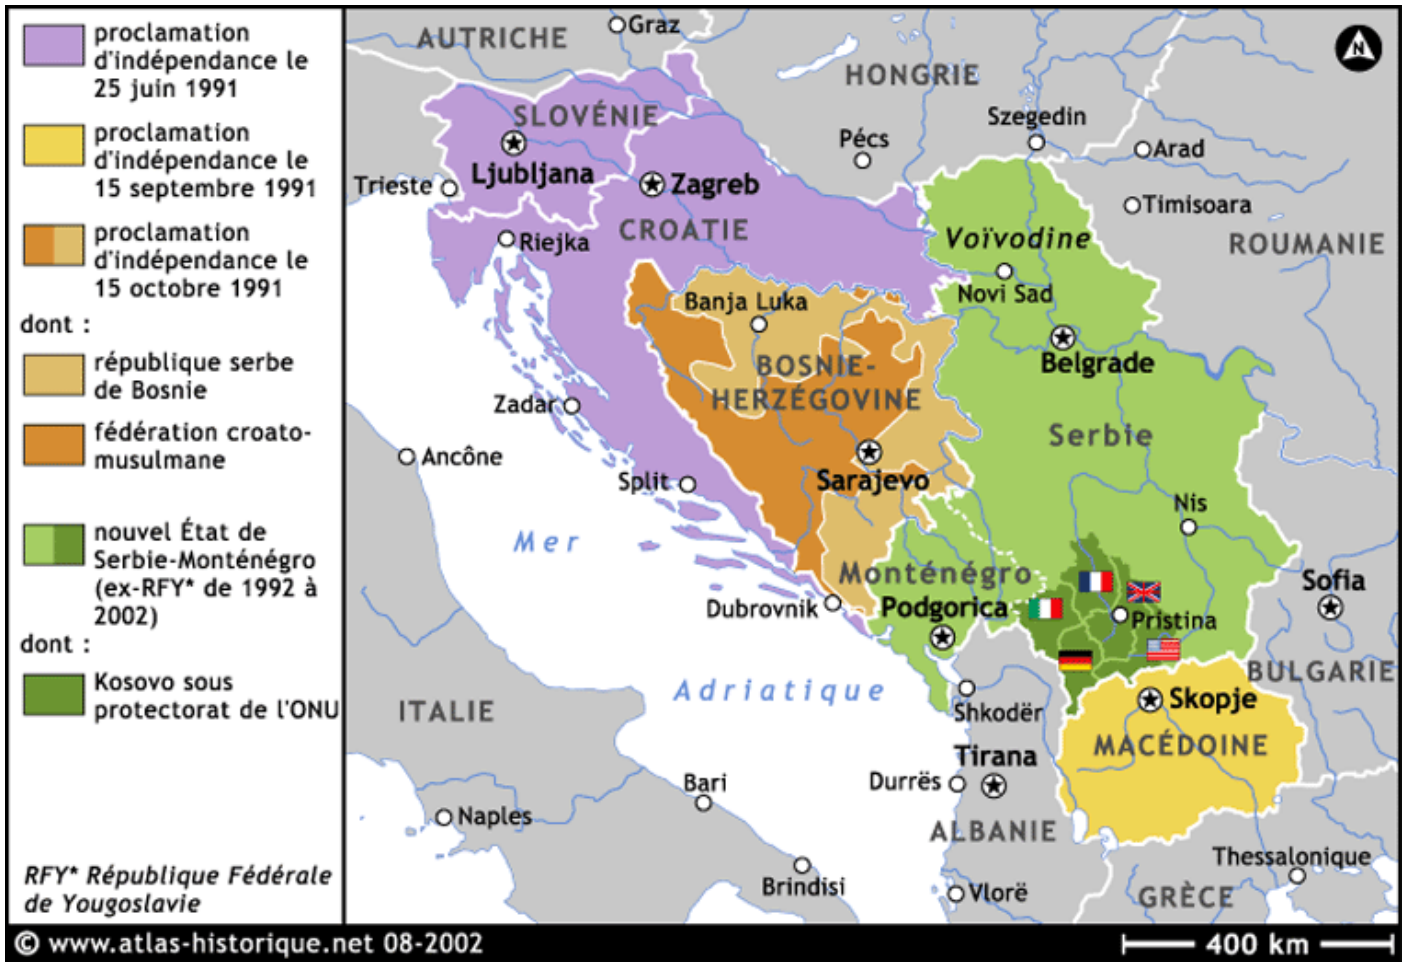 proclamation
d'indépendance le
25 juin 1991
proclamation
d'indépendance le
15 septembre 1991
proclamation
d'indépendance le
15 octobre 1991
dont :
république serbe
de Bosnie
fédération croato-
musulmane
nouvel État de
Serbie-Monténégro
(ex-RFY* de 1992 à
2002)
dont :
Kosovo sous
protectorat de l'ONU
RFY* République Fédérale
de Yougoslavie
AUTRICHE
Graz
N
HONGRIE
SLOVÉNIE
Szegedin
Pécs
Arad
Ljubljana
Trieste
Zagreb
Timisoara
CROATIE
Riejka
Voïvodine
ROUMANIE
Novi Sad
Banja Luka
Belgrade
BOSNIE-
HERZÉGOVINE
Zadar
Serbie
Ancône
Sarajevo
Split
Nis
Mer
Monténégro
Sofia
Dubrovnik
Podgorica
Pristina
BULGARIE
Adriatique
Skopje
ITALIE
Shkodër
MACÉDOINE
Tirana
Durrës
Bari
Naples
ALBANIE
Thessalonique
Brindisi
Vlorë
GRÈCE
© www.atlas-historique.net 08-2002
400 km